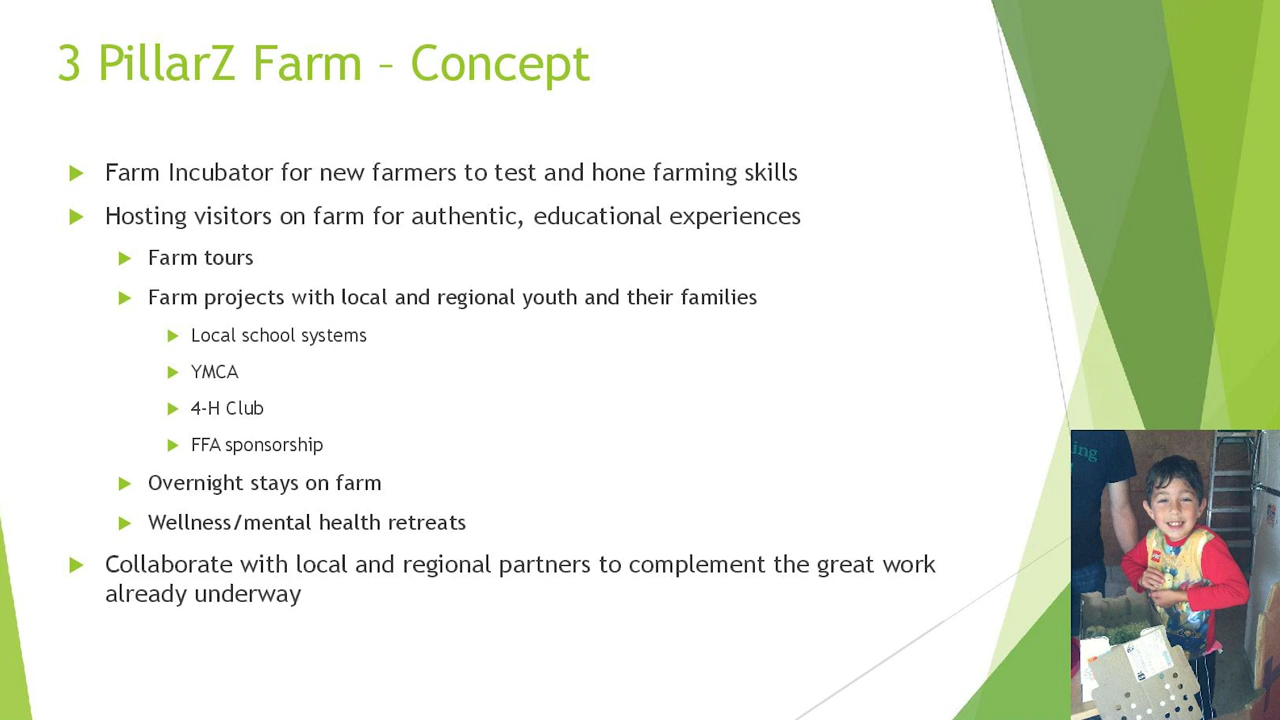 3 PillarZ Farm – Concept
Farm Incubator for new farmers to test and hone farming skills
Hosting visitors on farm for authentic, educational experiences
Farm tours
Farm projects with local and regional youth and their families
Local school systems
YMCA
4-H Club
FFA sponsorship
Overnight stays on farm
Wellness/mental health retreats
Collaborate with local and regional partners to complement the great work
already underway
ing